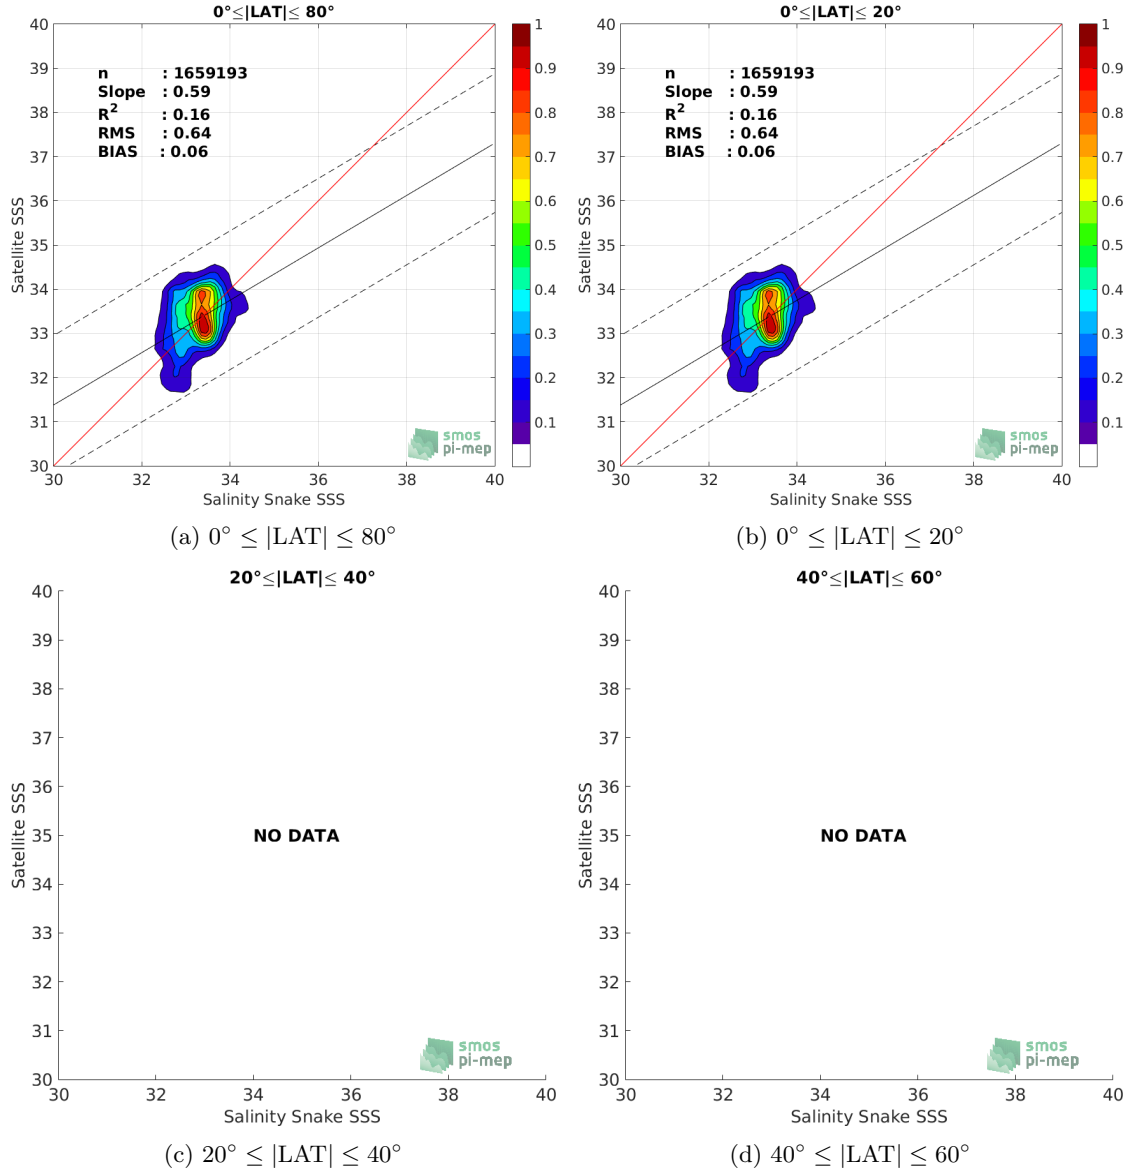 0°≤|LAT|≤ 80°
40
39
38
37
36
35
34
33
32
31
30
Satellite SSS
n : 1659193
Slope : 0.59
R2 : 0.16
RMS : 0.64
BIAS : 0.06
smos
pi-mep
30 32 34 36 38 40
Salinity Snake SSS
1
0.9
0.8
0.7
0.6
0.5
0.4
0.3
0.2
0.1
(a) 0° ≤ |LAT| ≤ 80°
0°≤|LAT|≤ 20°
40
39
38
37
36
35
34
33
32
31
30
Satellite SSS
n : 1659193
Slope : 0.59
R2 : 0.16
RMS : 0.64
BIAS : 0.06
smos
pi-mep
30 32 34 36 38 40
Salinity Snake SSS
1
0.9
0.8
0.7
0.6
0.5
0.4
0.3
0.2
0.1
(b) 0° ≤ |LAT| ≤ 20°
20°≤|LAT|≤ 40°
40
39
38
37
36
35
34
33
32
31
30
Satellite SSS
NO DATA
smos
pi-mep
30 32 34 36 38 40
Salinity Snake SSS
(c) 20° ≤ |LAT| ≤ 40°
40°≤|LAT|≤ 60°
40
39
38
37
36
35
34
33
32
31
30
Satellite SSS
NO DATA
smos
pi-mep
30 32 34 36 38 40
Salinity Snake SSS
(d) 40° ≤ |LAT| ≤ 60°